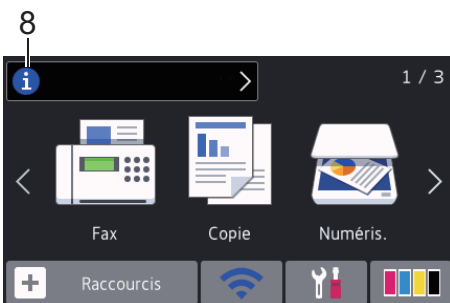 8
i
1 / 3
Fax
Copie
Numéris.
Raccourcis